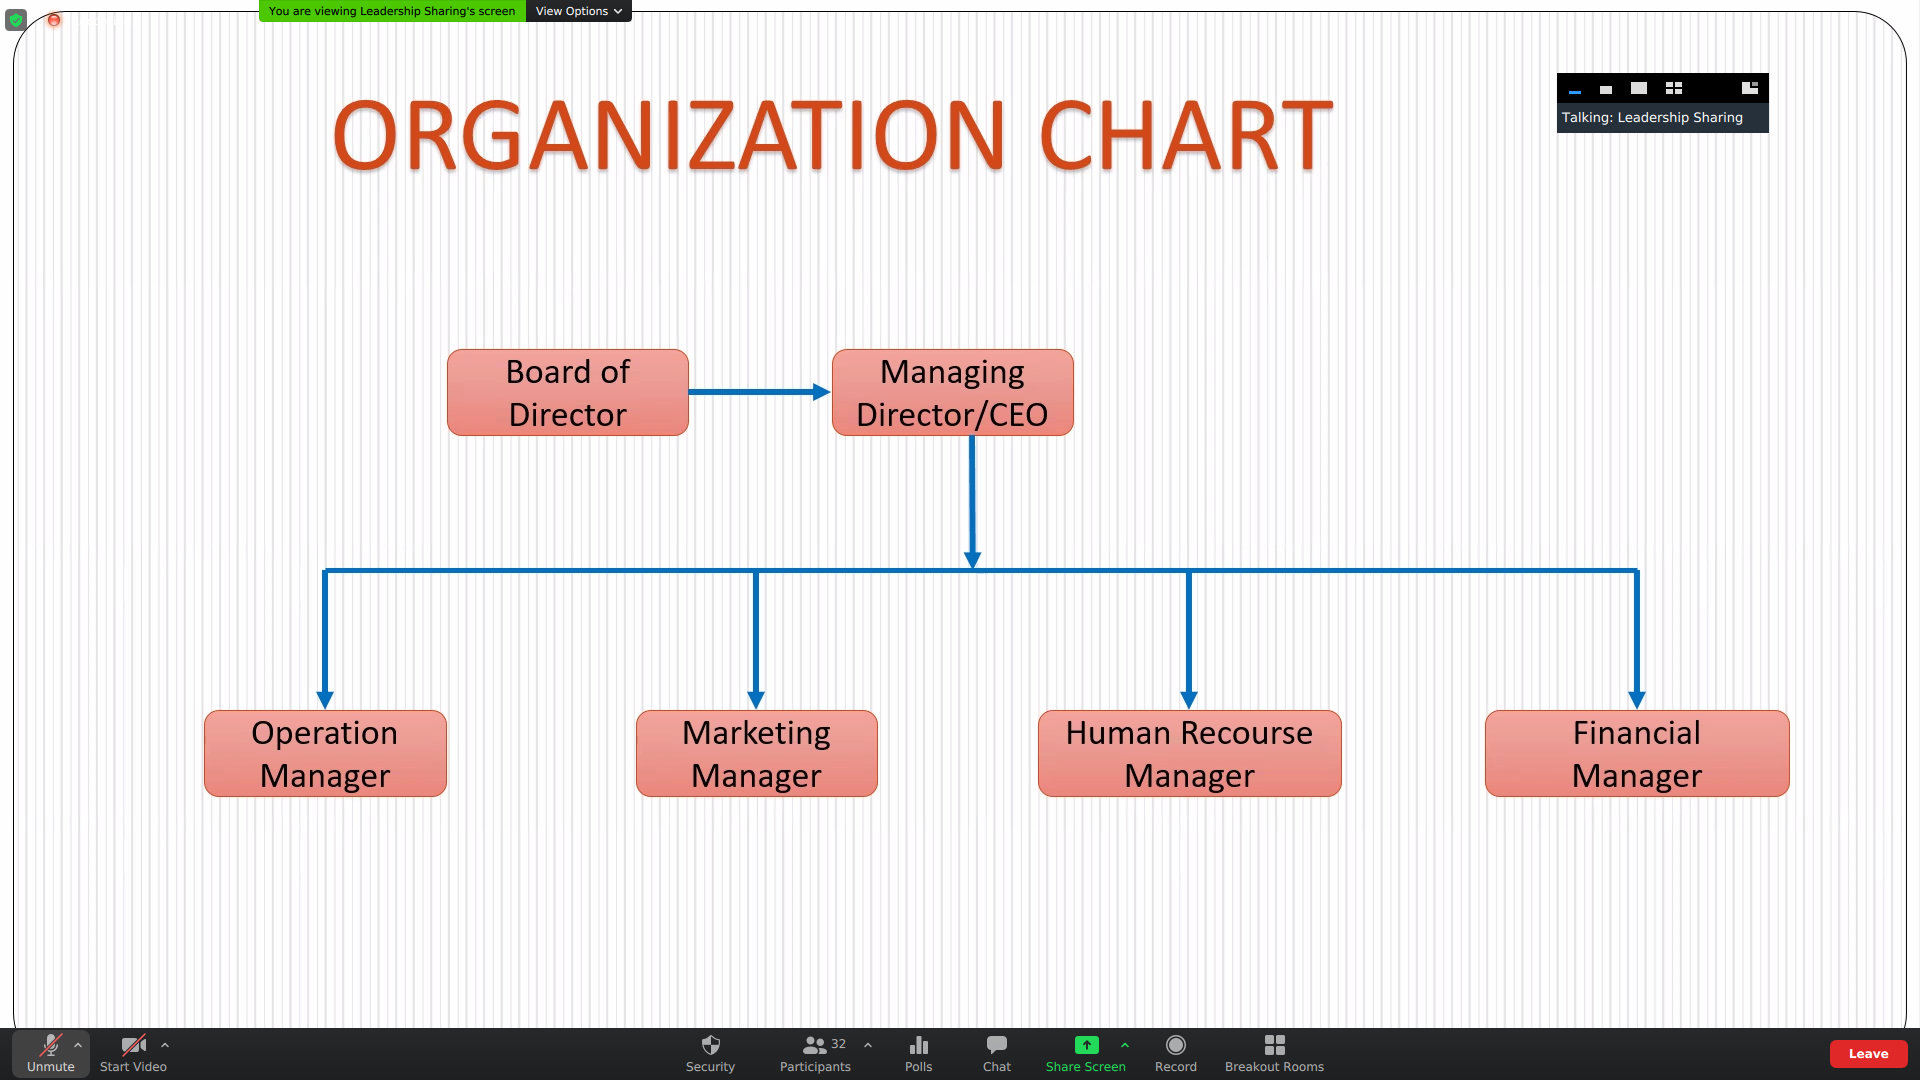 You are viewing Leadership Sharing's screen View Options
ORGANIZATION CHART
Talking: Leadership Sharing
Board of
Director
Managing
Director/CEO
Operation
Manager
Marketing
Manager
Human Recourse
Manager
Financial
Manager
Unmute
Start Video
Security
32
Participants
Polls
Chat
Share Screen
Record
Breakout Rooms
Leave